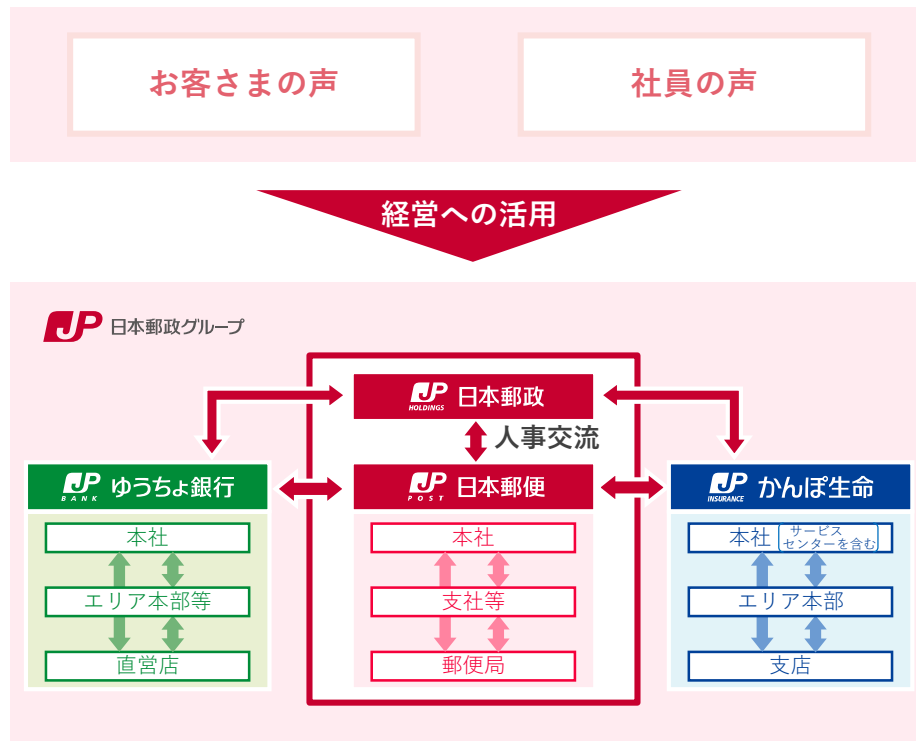 お客さまの声
社員の声
経営への活用
JP 日本郵政グループ
JP HOLDINGS 日本郵政
人事交流
JP BANK ゆうちょ銀行
JP POST 日本郵便
JP INSURANCE かんぽ生命
本社
エリア本部等
直営店
本社
支社等
郵便局
本社 サービス
センターを含む
エリア本部
支店